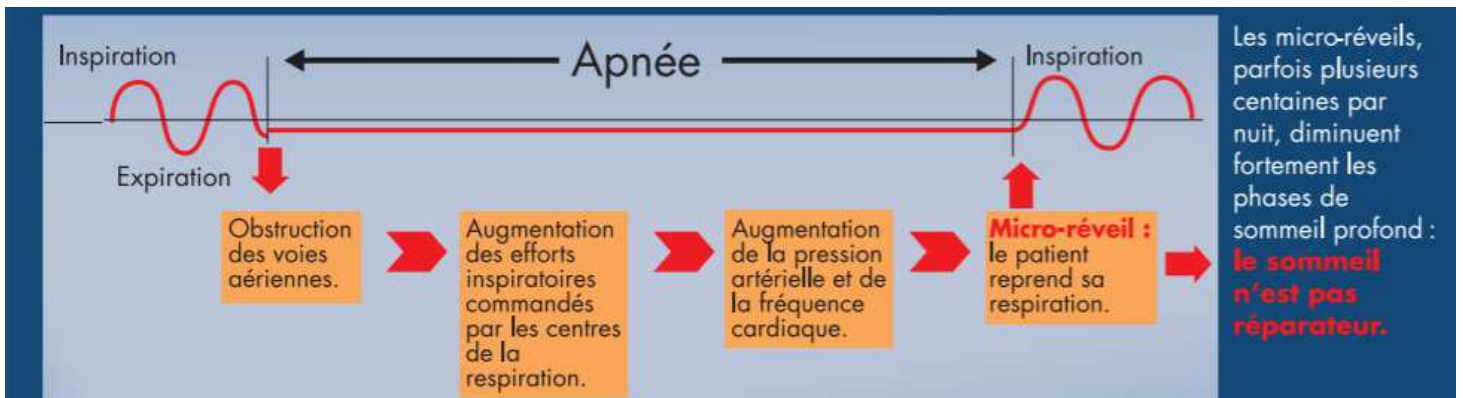 Inspiration
Apnée
Inspiration
Expiration
Obstruction
des voies
aériennes.
Augmentation
des efforts
inspiratoires
commandés
par les centres
de la
respiration.
Augmentation
de la pression
artérielle et de
la fréquence
cardiaque.
Micro-réveil :
le patient
reprend sa
respiration.
Les micro-réveils,
parfois plusieurs
centaines par
nuit, diminuent
fortement les
phases de
sommeil profond :
le sommeil
n’est pas
réparateur.